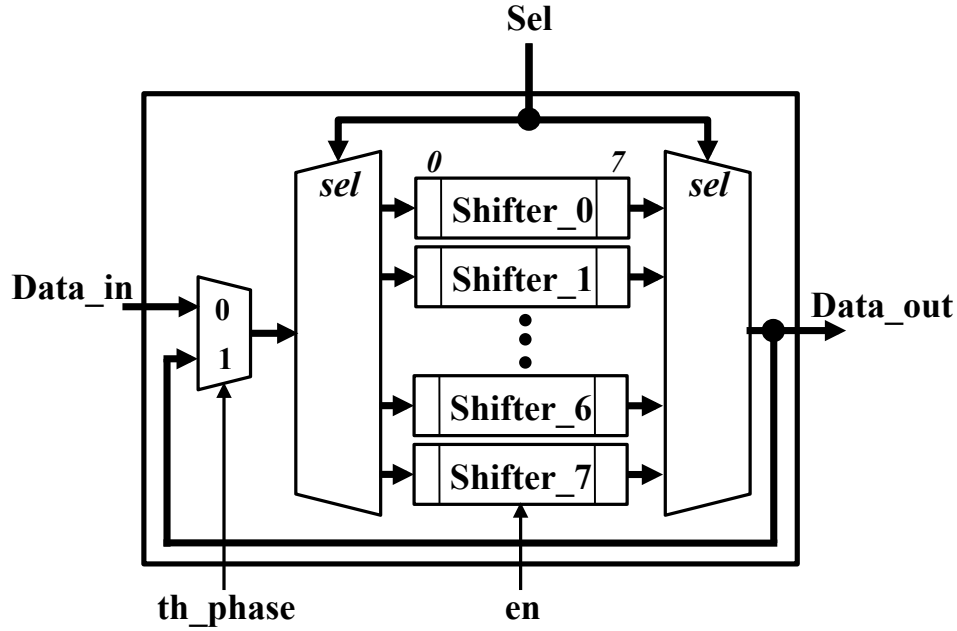 Sel
sel
0
7
sel
Shifter_0
Shifter_1
Data_in
0
1
Data_out
Shifter_6
Shifter_7
th_phase
en